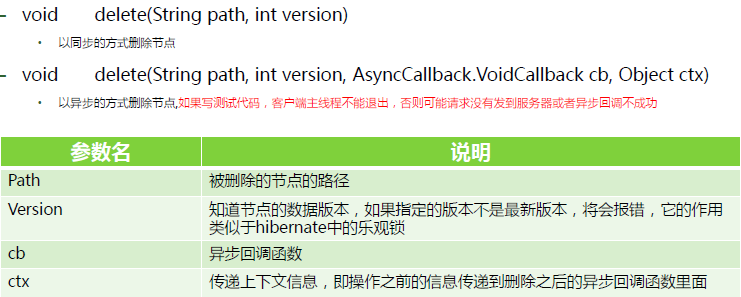 - void delete(String path, int version)
• 以同步的方式删除节点
- void delete(String path, int version, AsyncCallback.VoidCallback cb, Object ctx)
• 以异步的方式删除节点,如果写测试代码，客户端主线程不能退出，否则可能请求没有发到服务器或者异步回调不成功
参数名 说明
Path 被删除的节点的路径
Version 知道节点的数据版本，如果指定的版本不是最新版本，将会报错，它的作用
类似于hibernate中的乐观锁
cb 异步回调函数
ctx 传递上下文信息，即操作之前的信息传递到删除之后的异步回调函数里面